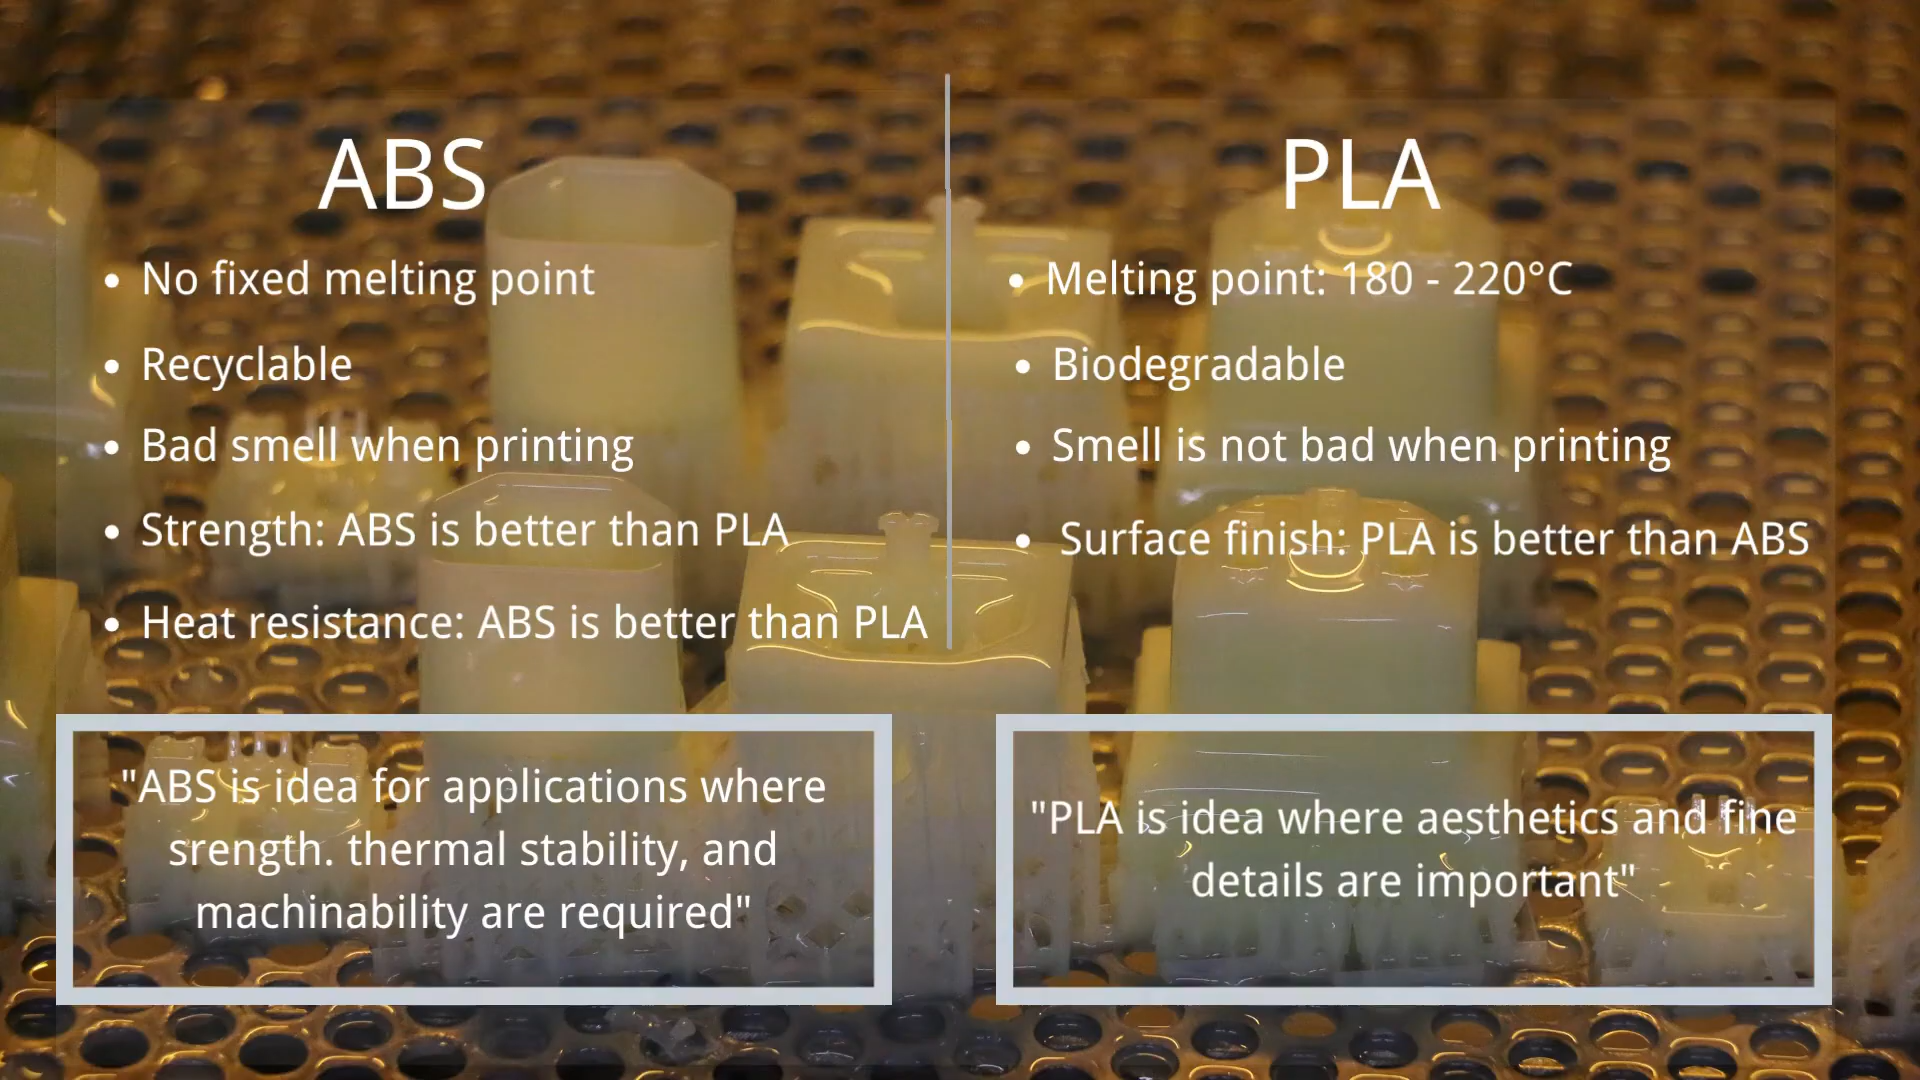 ABS
• No fixed melting point
• Recyclable
• Bad smell when printing
• Strength: ABS is better than PLA
• Heat resistance: ABS is better than PLA
"ABS is idea for applications where
srength. thermal stability, and
machinability are required"
PLA
• Melting point: 180 - 220°C
• Biodegradable
• Smell is not bad when printing
• Surface finish: PLA is better than ABS
"PLA is idea where aesthetics and fine
details are important"